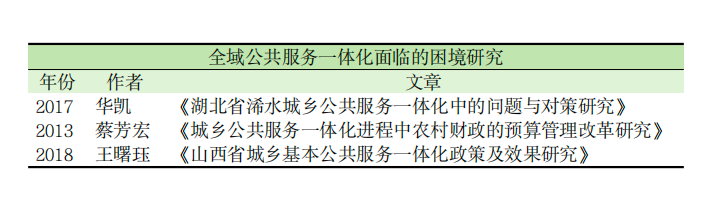 全域公共服务一体化面临的困境研究
年份 作者 文章
2017 华凯 《湖北省浠水城乡公共服务一体化中的问题与对策研究》
2013 蔡芳宏 《城乡公共服务一体化进程中农村财政的预算管理改革研究》
2018 王曙珏 《山西省城乡基本公共服务一体化政策及效果研究》